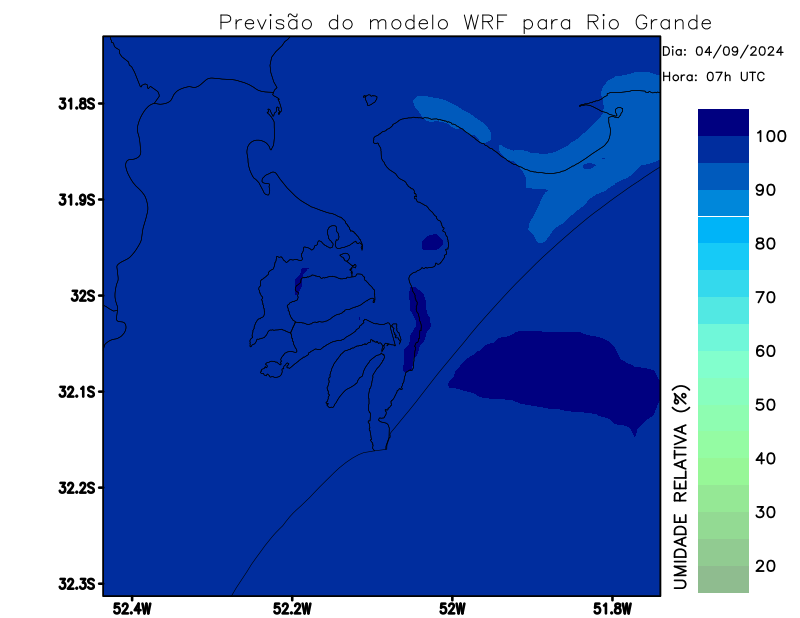 Previsão do modelo WRF para Rio Grande
Dia: 04/09/2024
Hora: 07h UTC
31.8S
31.9S
32S
32.1S
32.2S
32.3S
52.4W
52.2W
52W
51.8W
UMIDADE RELATIVA (%)
100
90
80
70
60
50
40
30
20